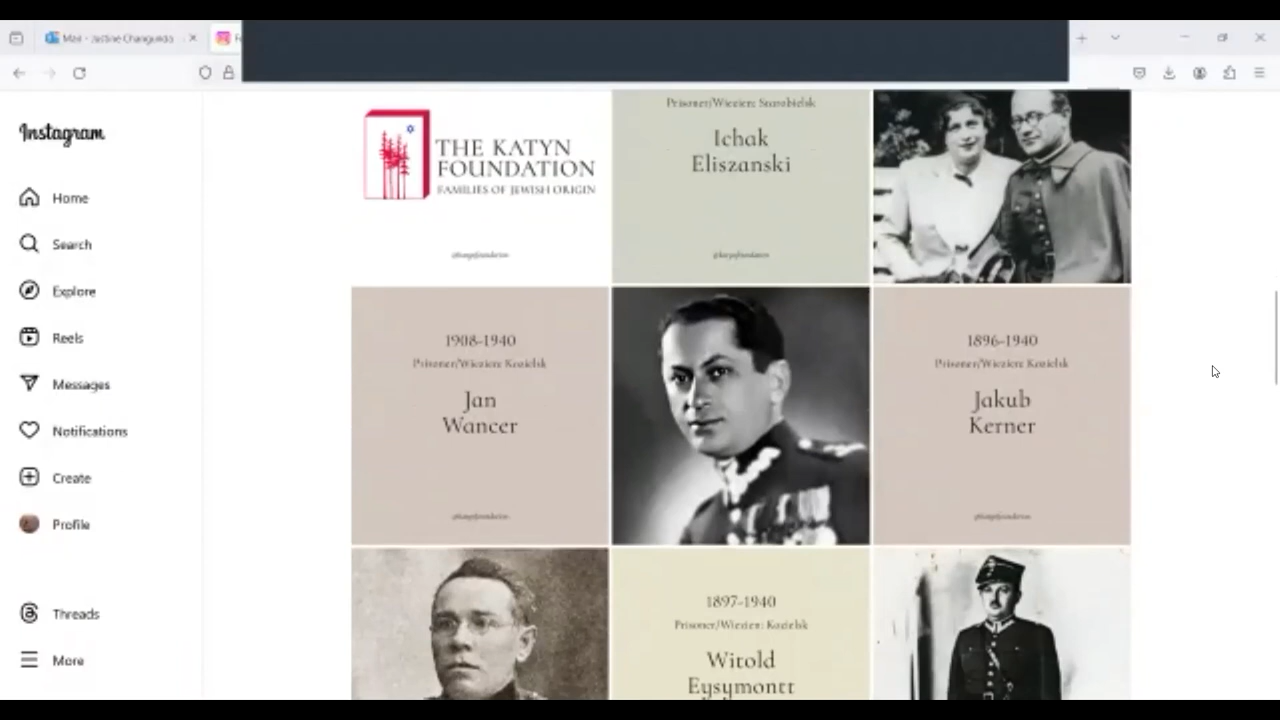 Mail - Justine Changunda
Instagram
Home
Search
Explore
Reels
Messages
Notifications
Create
Profile
Threads
More
THE KATYN
FOUNDATION
FAMILIES OF JEWISH ORIGIN
Prisoner/Więzień: Starobielsk
Ichak
Eliszanski
1908-1940
Prisoner/Więzień: Kozielsk
Jan
Wancer
1896-1940
Prisoner/Więzień: Kozielsk
Jakub
Kerner
1897-1940
Prisoner/Więzień: Kozielsk
Witold
Eysymontt